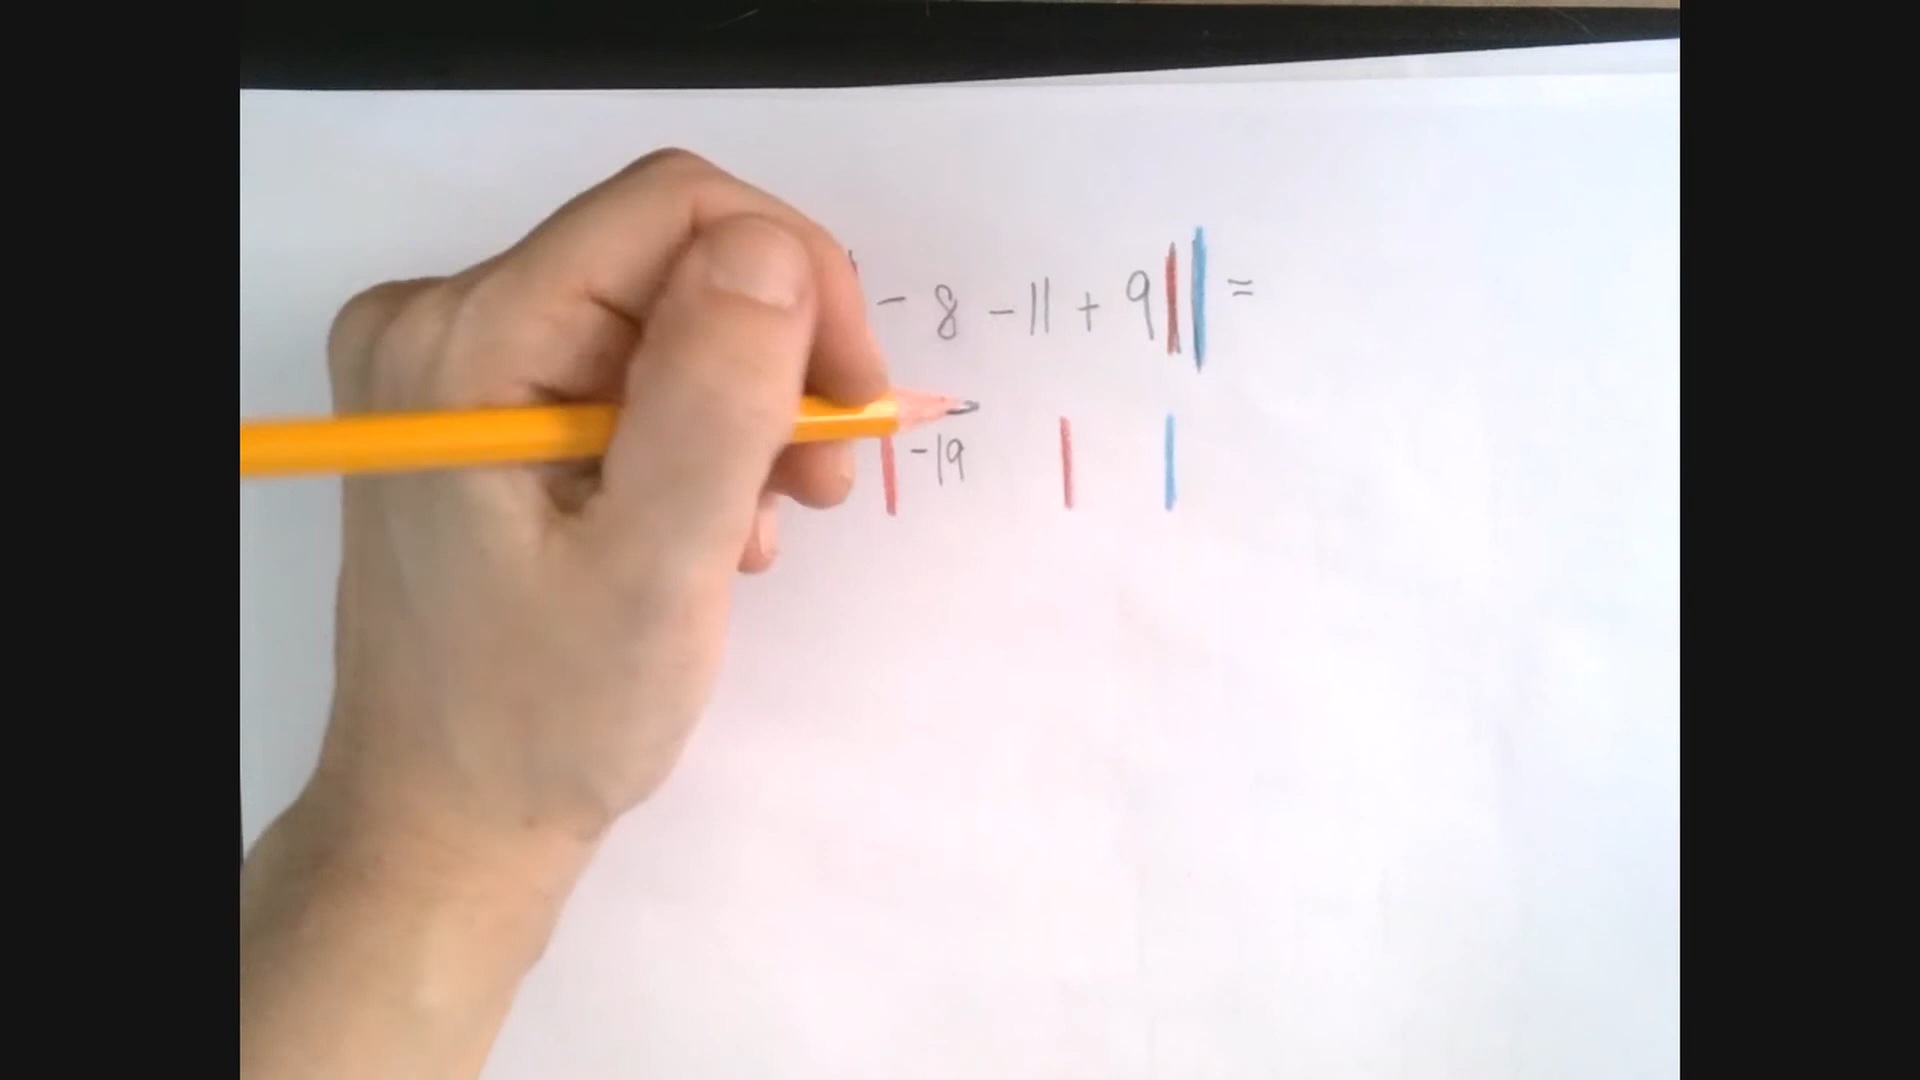 | - 8 - 11 + 9 | | =
| -19 | |